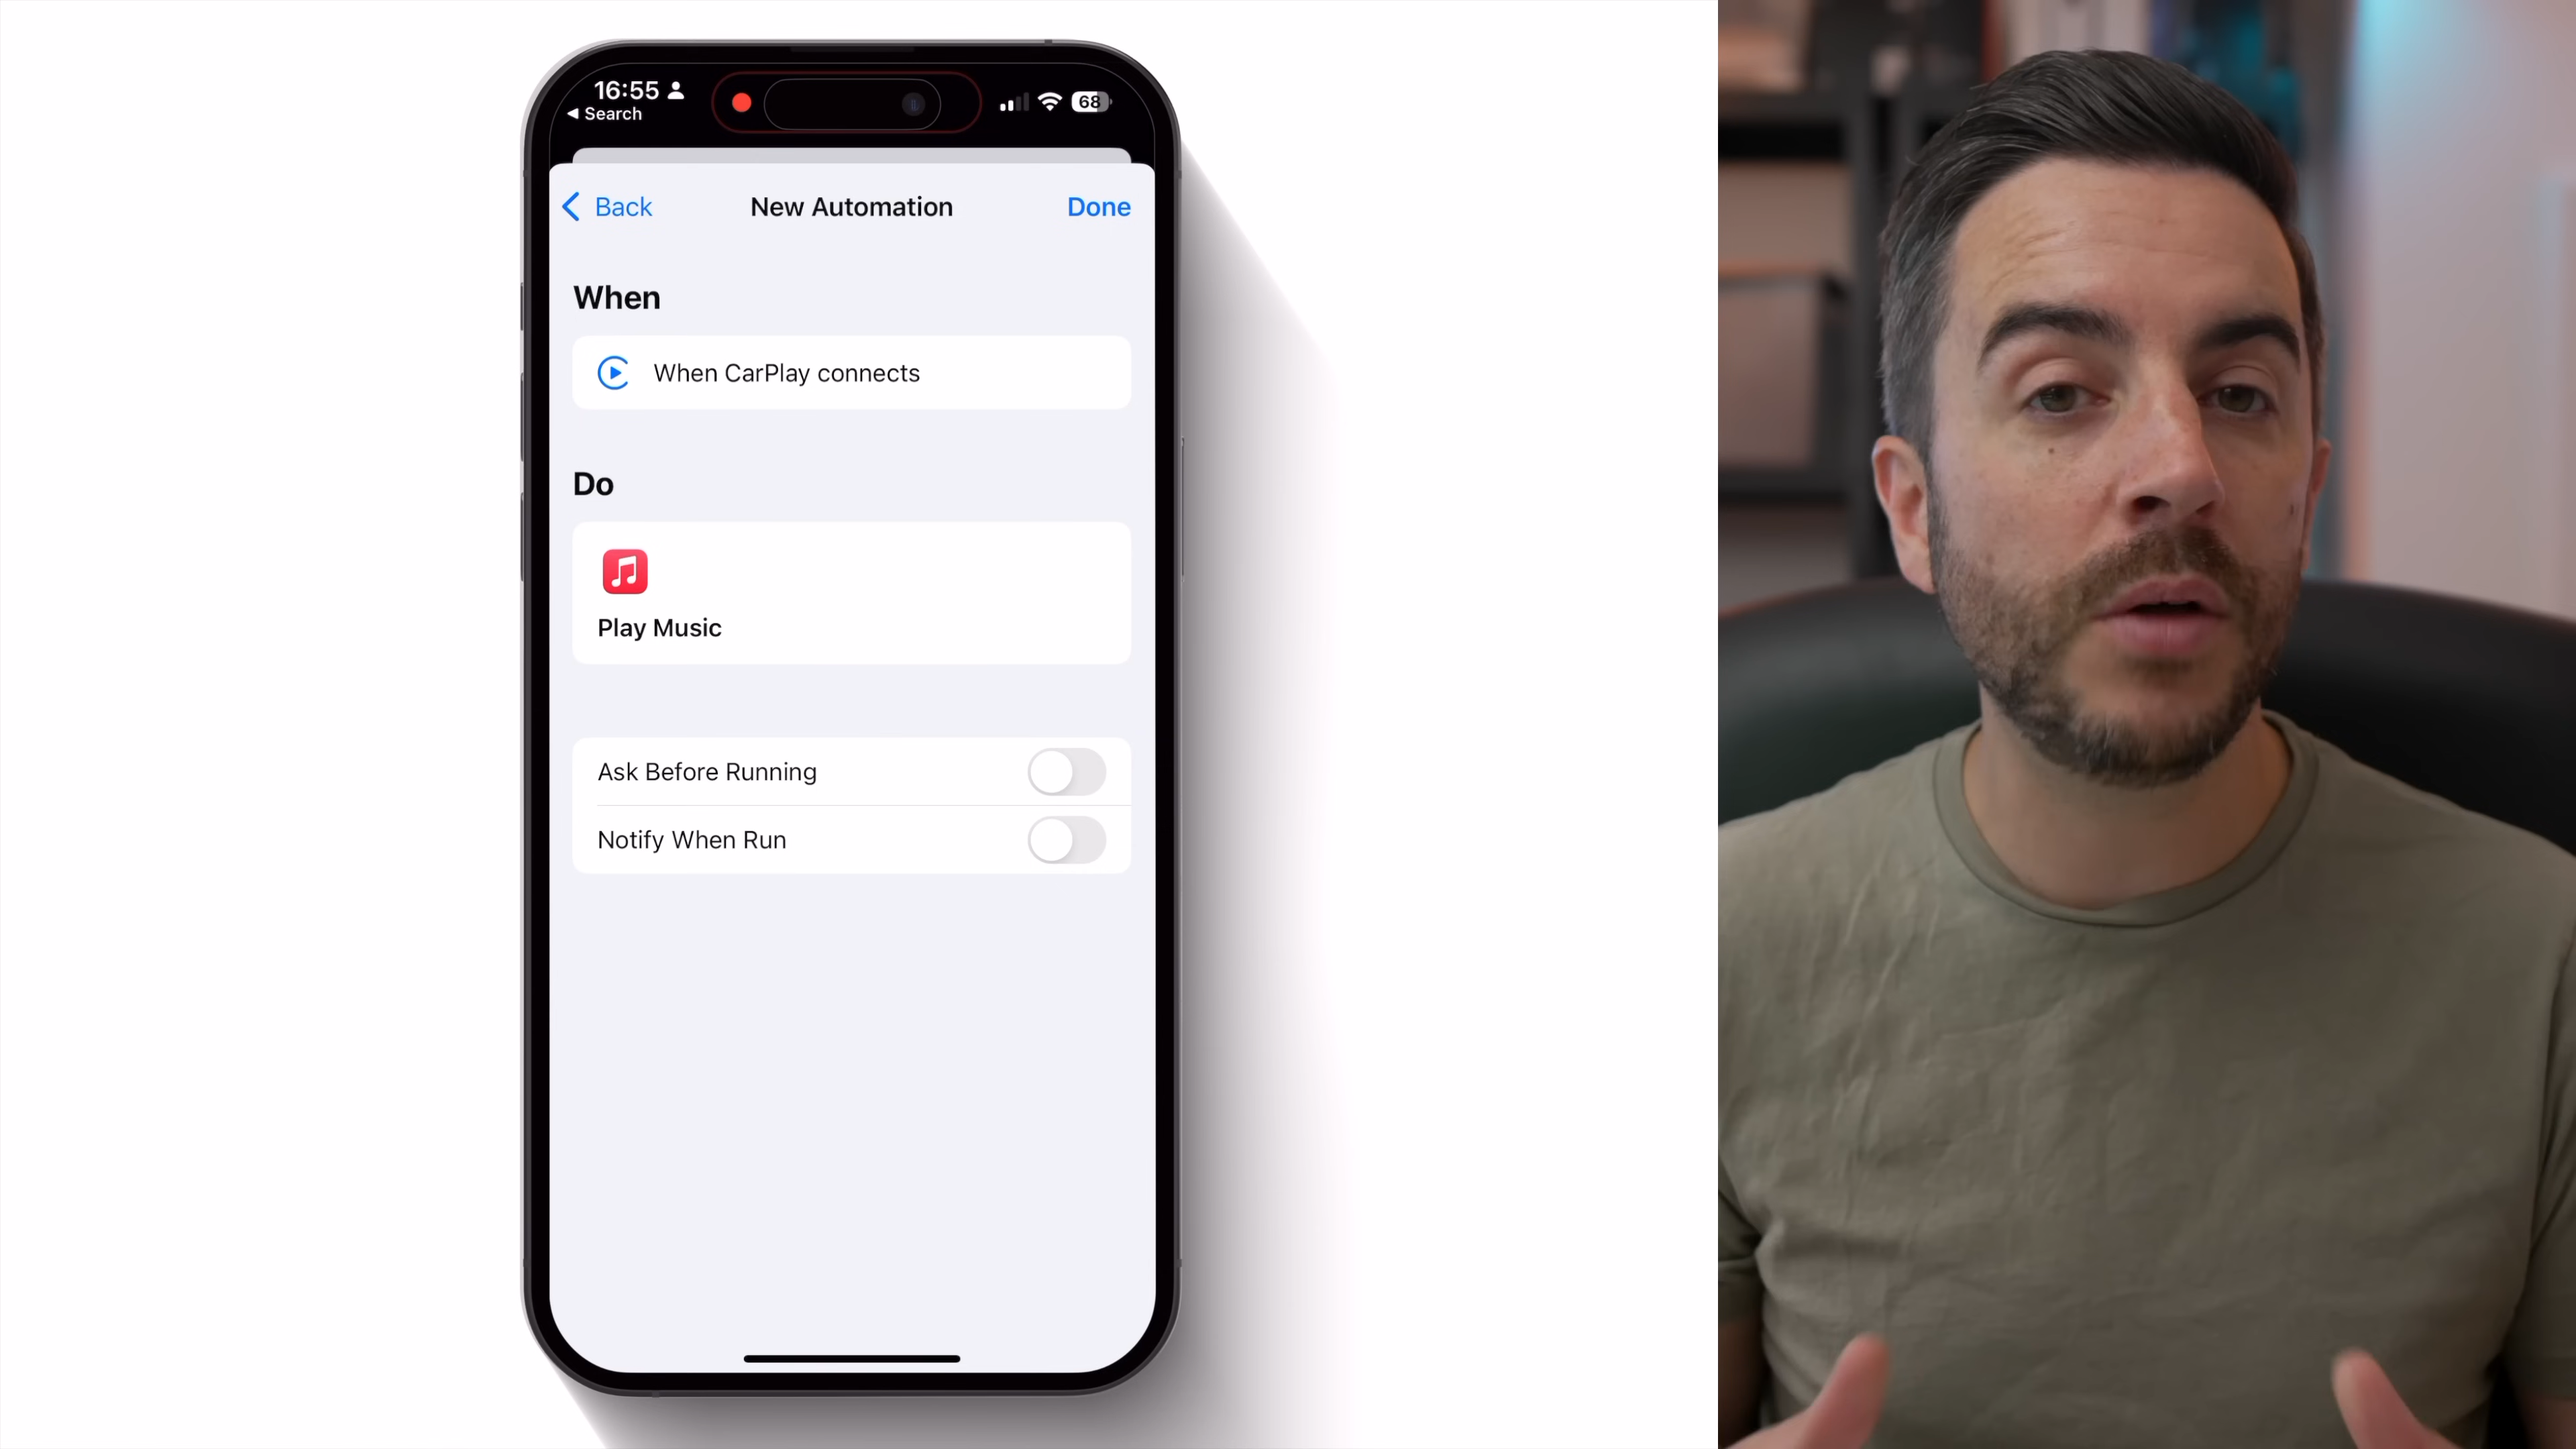 16:55
Search
68
Back
New Automation
Done
When
When CarPlay connects
Do
Play Music
Ask Before Running
Notify When Run